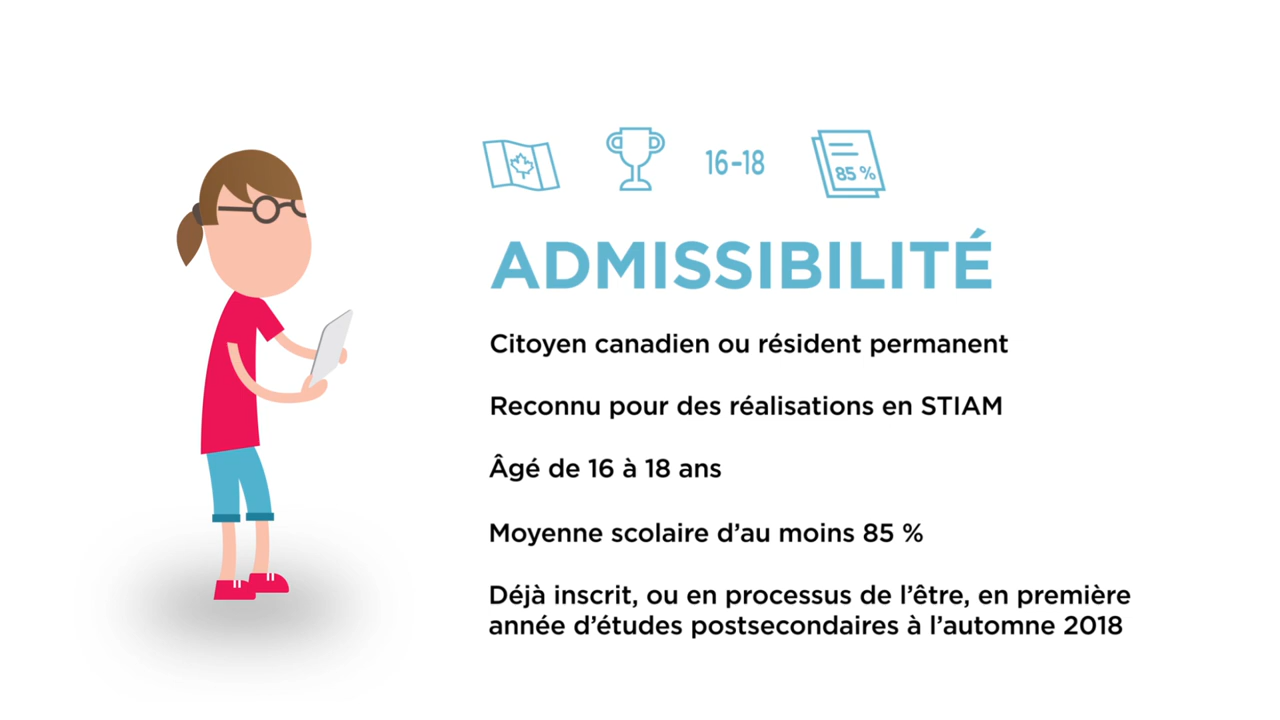 16-18
85 %
ADMISSIBILITÉ
Citoyen canadien ou résident permanent
Reconnu pour des réalisations en STIAM
Âgé de 16 à 18 ans
Moyenne scolaire d’au moins 85 %
Déjà inscrit, ou en processus de l’être, en première
année d’études postsecondaires à l’automne 2018